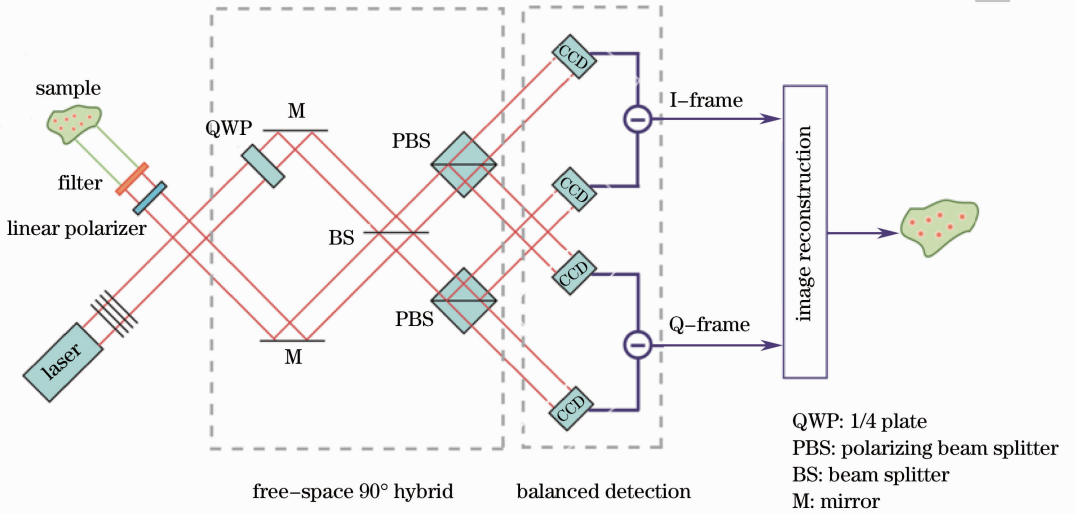 sample
filter
linear polarizer
laser
QWP
M
BS
M
PBS
PBS
CCD
CCD
CCD
CCD
I-frame
Q-frame
image reconstruction
free-space 90° hybrid
balanced detection
QWP: 1/4 plate
PBS: polarizing beam splitter
BS: beam splitter
M: mirror